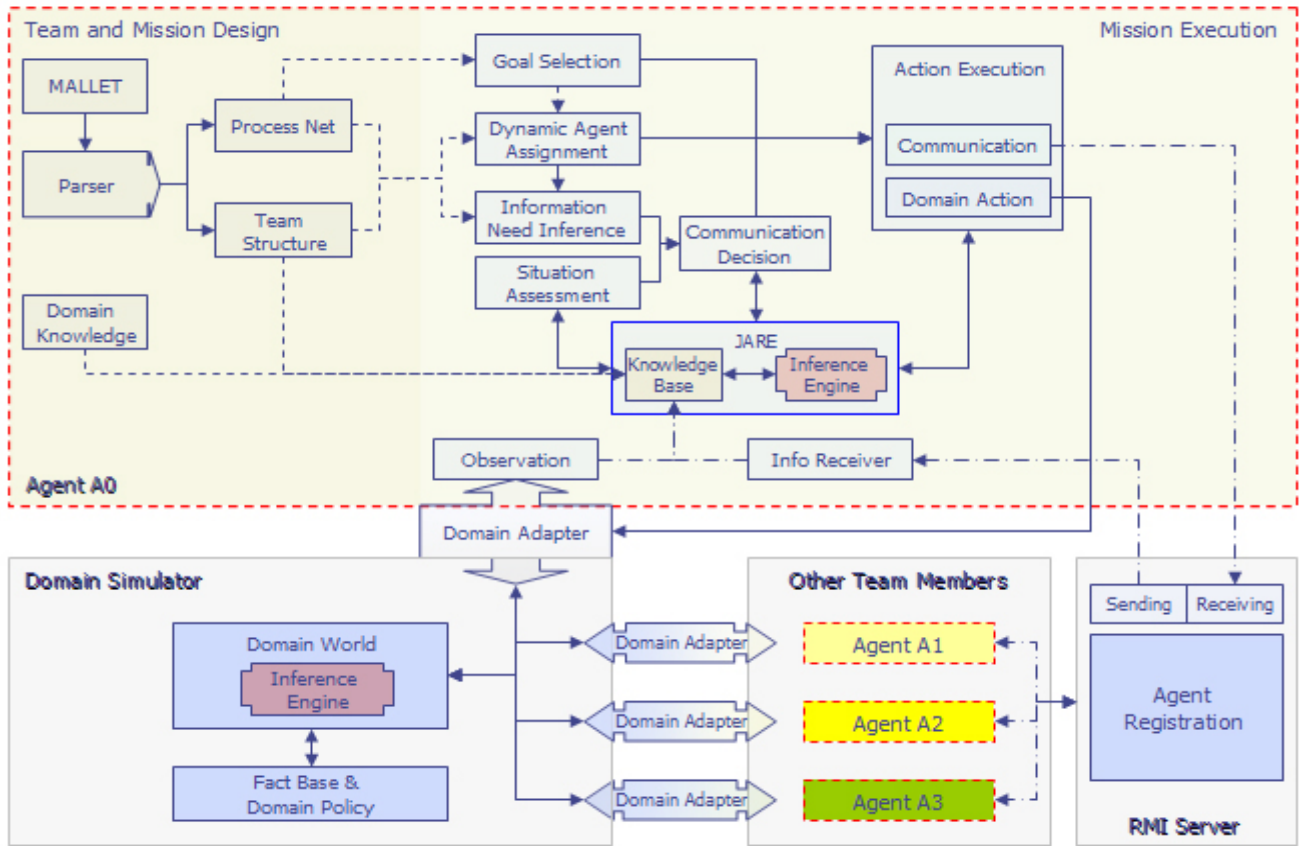 Team and Mission Design
Mission Execution
MALLET
Parser
Process Net
Team
Structure
Domain
Knowledge
Goal Selection
Dynamic Agent
Assignment
Information
Need Inference
Situation
Assessment
Communication
Decision
Action Execution
Communication
Domain Action
JARE
Knowledge
Base
Inference
Engine
Observation
Info Receiver
Agent A0
Domain Adapter
Domain Simulator
Domain World
Inference
Engine
Fact Base &
Domain Policy
Domain Adapter
Domain Adapter
Domain Adapter
Other Team Members
Agent A1
Agent A2
Agent A3
Sending
Receiving
Agent
Registration
RMI Server